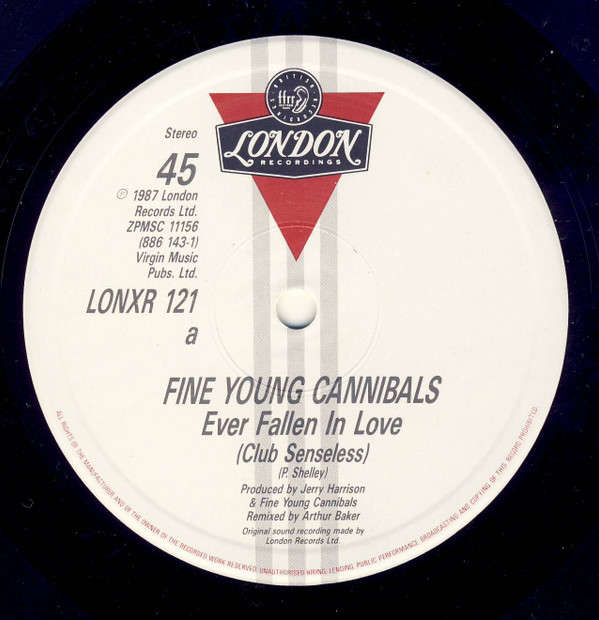 BRITISH RECORDINGS
ffrr
LONDON
RECORDINGS
Stereo
45
℗ 1987 London
Records Ltd.
ZPMSC 11156
(886 143-1)
Virgin Music
Pubs. Ltd.
LONXR 121
a
FINE YOUNG CANNIBALS
Ever Fallen In Love
(Club Senseless)
(P. Shelley)
Produced by Jerry Harrison
& Fine Young Cannibals
Remixed by Arthur Baker
Original sound recording made by
London Records Ltd.
ALL RIGHTS OF THE MANUFACTURER AND OF THE OWNER OF THE RECORDED WORK RESERVED. UNAUTHORISED HIRING, LENDING, PUBLIC PERFORMANCE, BROADCASTING AND COPYING OF THIS RECORD PROHIBITED